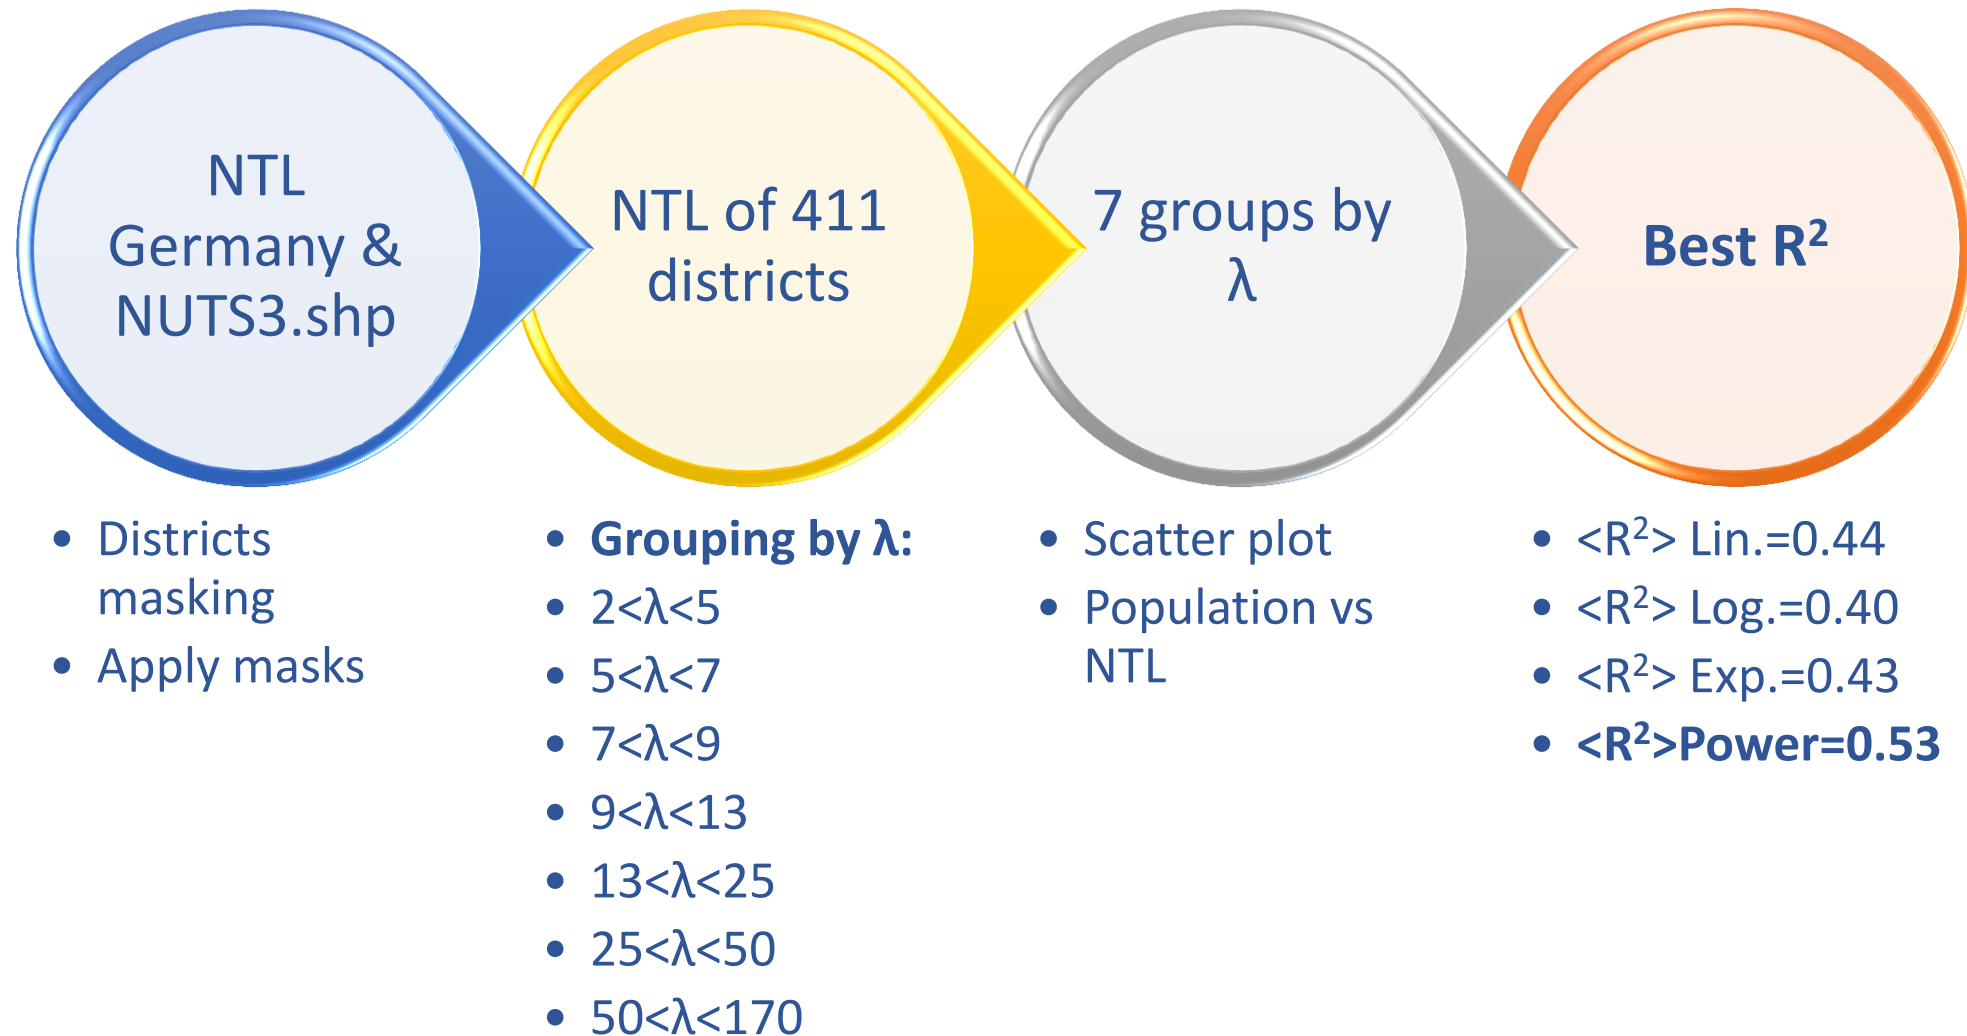 NTL
Germany &
NUTS3.shp
• Districts
masking
• Apply masks
NTL of 411
districts
• Grouping by λ:
• 2<λ<5
• 5<λ<7
• 7<λ<9
• 9<λ<13
• 13<λ<25
• 25<λ<50
• 50<λ<170
7 groups by
λ
• Scatter plot
• Population vs
NTL
Best R²
• <R²> Lin.=0.44
• <R²> Log.=0.40
• <R²> Exp.=0.43
• <R²>Power=0.53